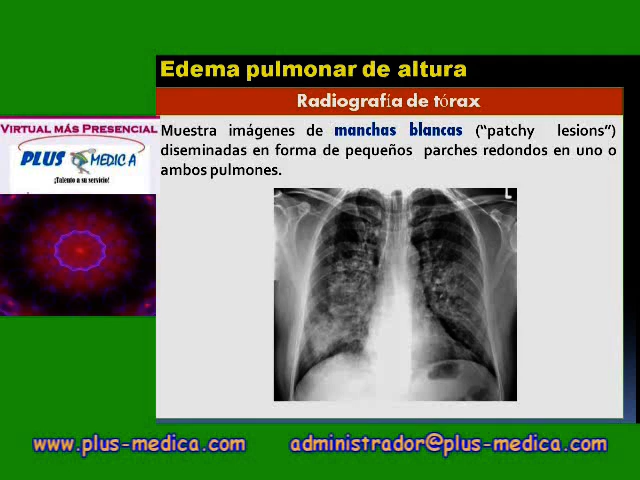 Edema pulmonar de altura
Radiografía de tórax
VIRTUAL MÁS PRESENCIAL
PLUS MEDICA
¡Talento a su servicio!
Muestra imágenes de manchas blancas (“patchy lesions”)
diseminadas en forma de pequeños parches redondos en uno o
ambos pulmones.
L
www.plus-medica.com administrador@plus-medica.com